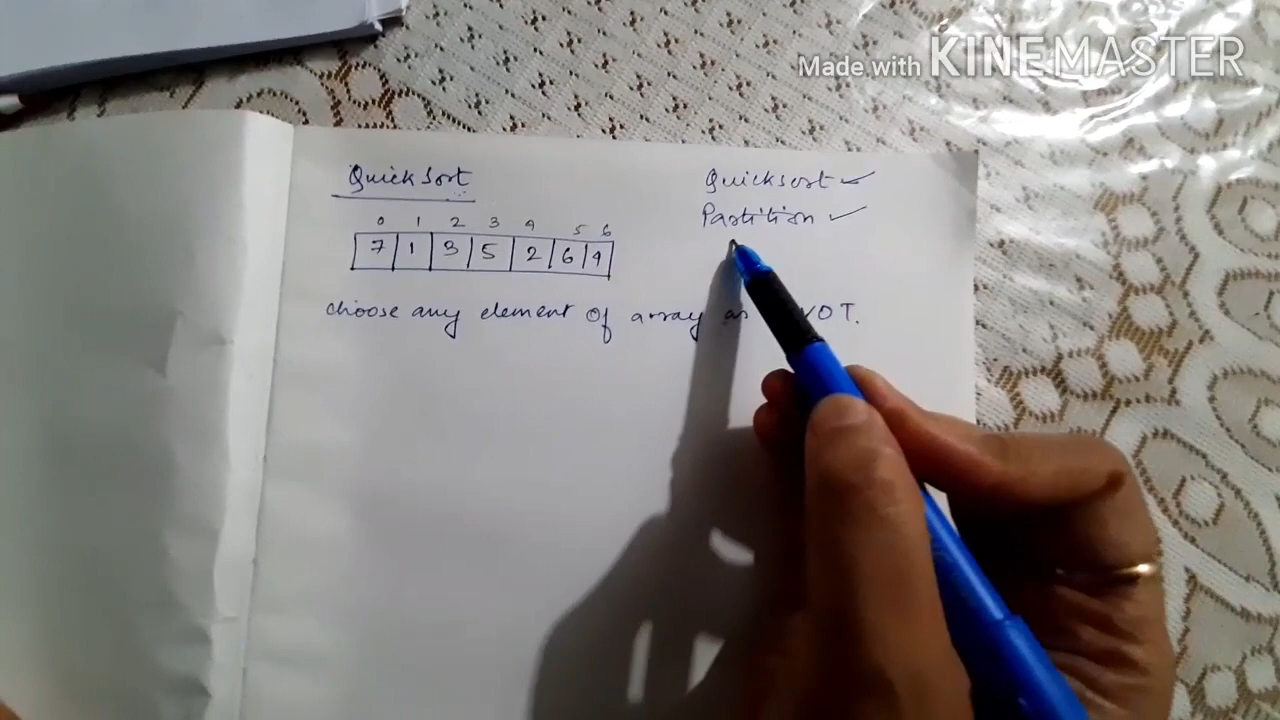 Made with KINEMASTER
Quick Sort
0 1 2 3 4 5 6
7 1 3 5 2 6 4
choose any element of array as
Quicksort ✓
Partition ✓